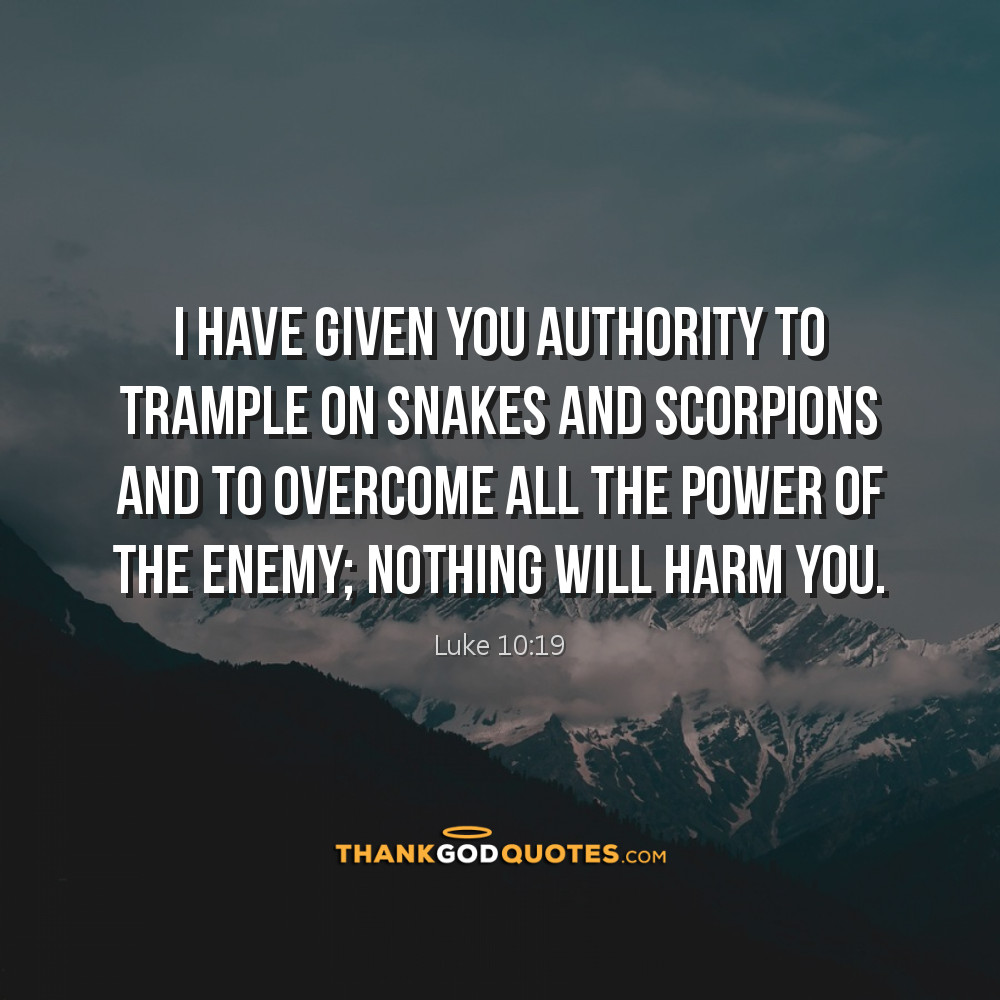 I HAVE GIVEN YOU AUTHORITY TO
TRAMPLE ON SNAKES AND SCORPIONS
AND TO OVERCOME ALL THE POWER OF
THE ENEMY; NOTHING WILL HARM YOU.
Luke 10:19
THANKGODQUOTES.COM